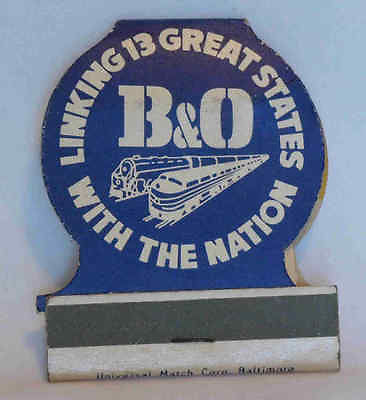 LINKING 13 GREAT STATES
B&O
WITH THE NATION
Universal Match Corp. Baltimore